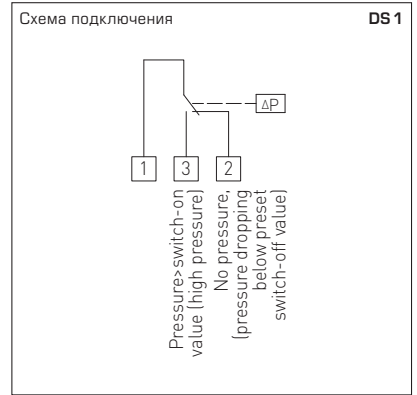 Схема подключения
DS 1
ΔP
1
3
2
Pressure>switch-on
value (high pressure)
No pressure,
(pressure dropping
below preset
switch-off value)